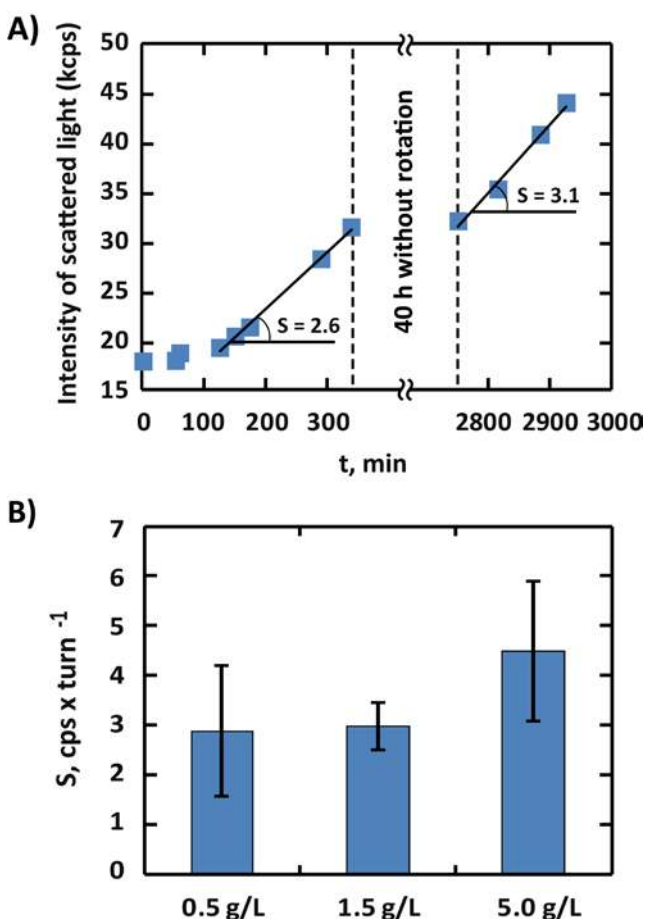 A)
Intensity of scattered light (kcps)
50
45
40
35
30
25
20
15
S = 2.6
40 h without rotation
S = 3.1
0 100 200 300 2800 2900 3000
t, min
B)
S, cps x turn -1
7
6
5
4
3
2
1
0
0.5 g/L 1.5 g/L 5.0 g/L